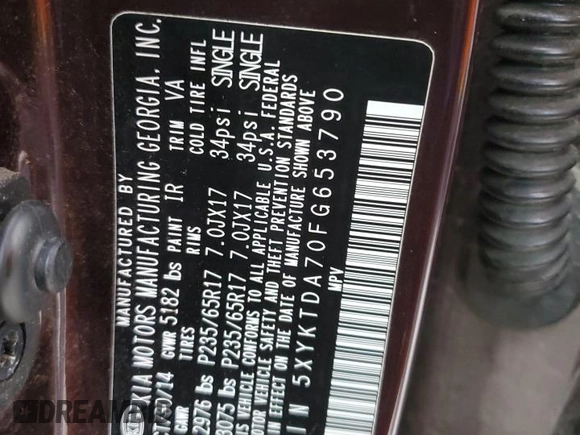 MANUFACTURED BY
KIA MOTORS MANUFACTURING GEORGIA, INC.
GVWR 5182 lbs PAINT IR TRIM VA
TIRES RIMS COLD TIRE INFL
2976 lbs P235/65R17 7.0JX17 34psi SINGLE
3075 lbs P235/65R17 7.0JX17 34psi SINGLE
VEHICLE CONFORMS TO ALL APPLICABLE U.S.A. FEDERAL
VEHICLE SAFETY AND THEFT PREVENTION STANDARDS
IN EFFECT ON THE DATE OF MANUFACTURE SHOWN ABOVE
5XYKTDA70FG653790
MPV
DREAMBID.COM